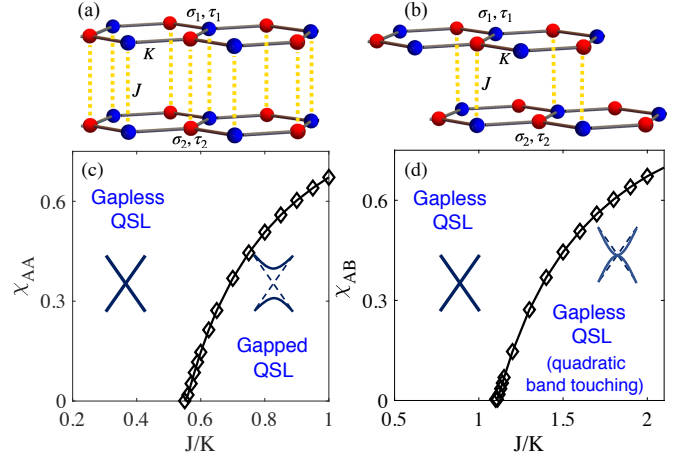 (a)
σ₁, τ₁
K
J
σ₂, τ₂
(b)
σ₁, τ₁
K
J
σ₂, τ₂
(c)
Gapless
QSL
Gapped
QSL
χAA
0.6
0.3
0
0.2 0.4 0.6 0.8 1
J/K
(d)
Gapless
QSL
Gapless
QSL
(quadratic
band touching)
χAB
0.6
0.3
0
0.5 1 1.5 2
J/K